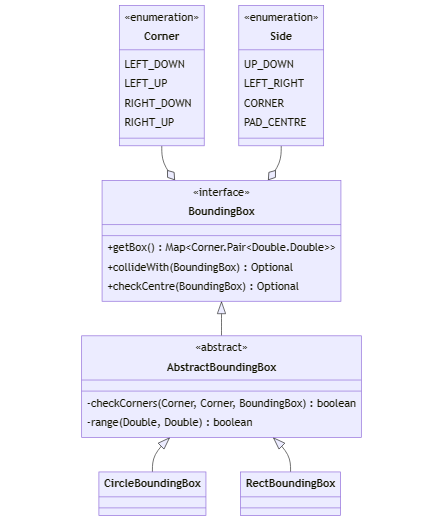 «enumeration»
Corner
LEFT_DOWN
LEFT_UP
RIGHT_DOWN
RIGHT_UP
«enumeration»
Side
UP_DOWN
LEFT_RIGHT
CORNER
PAD_CENTRE
«interface»
BoundingBox
+getBox() : Map<Corner.Pair<Double.Double>>
+collideWith(BoundingBox) : Optional
+checkCentre(BoundingBox) : Optional
«abstract»
AbstractBoundingBox
-checkCorners(Corner, Corner, BoundingBox) : boolean
-range(Double, Double) : boolean
CircleBoundingBox
RectBoundingBox